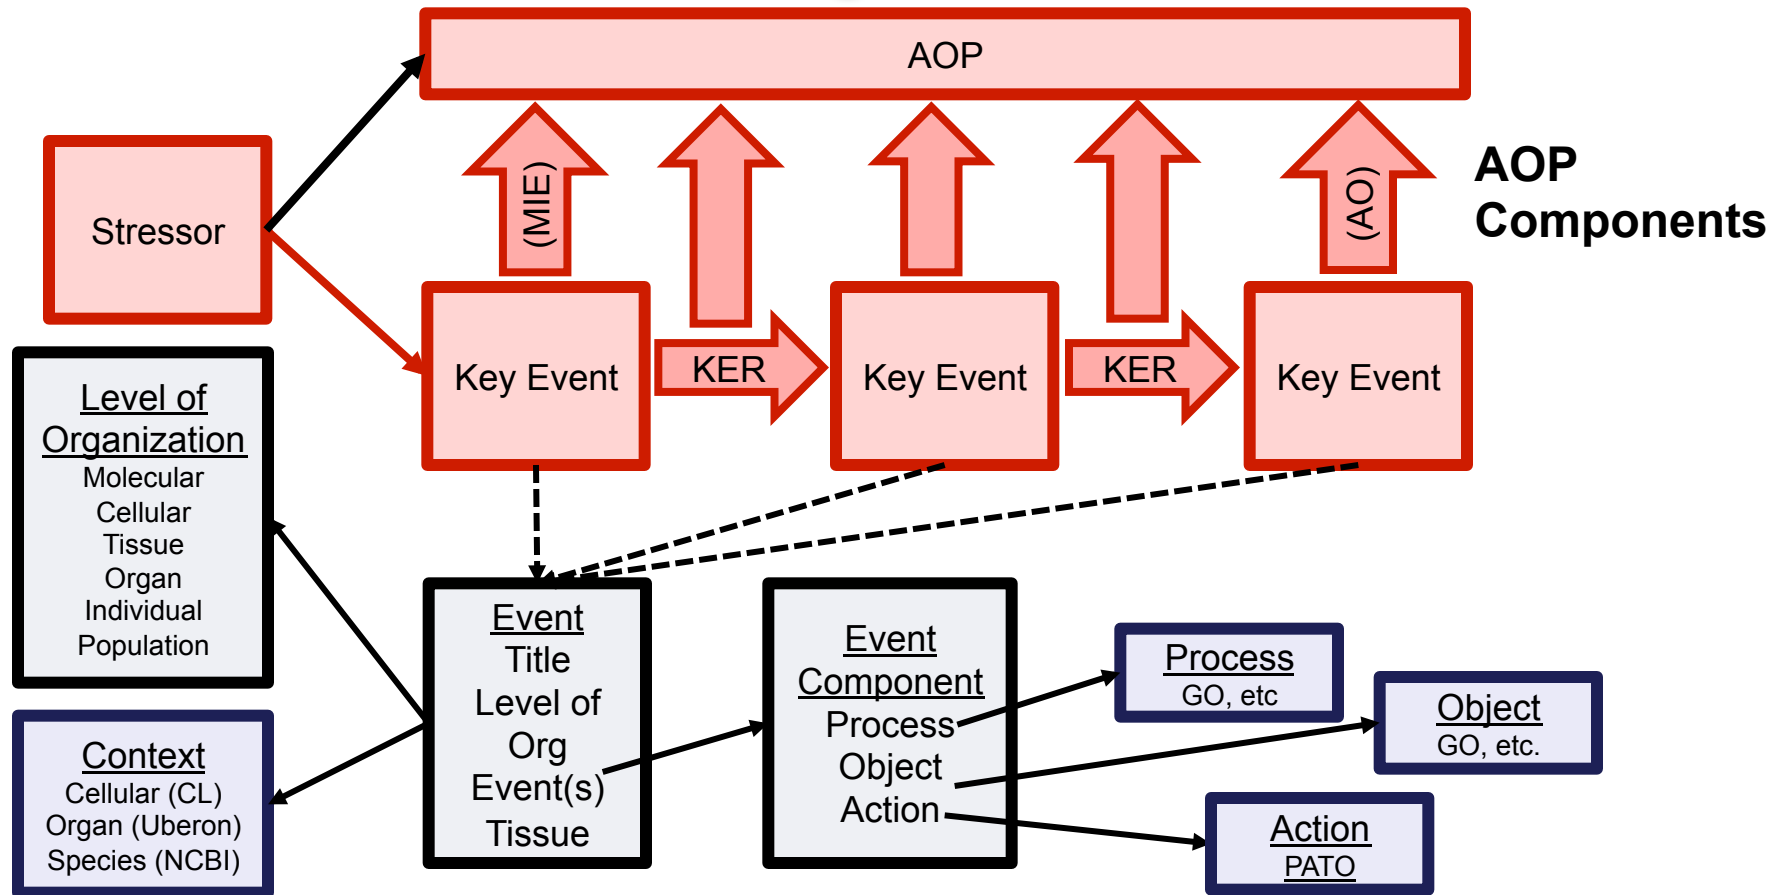 AOP
(MIE)
(AO)
AOP
Components
Stressor
Key Event
KER
Key Event
KER
Key Event
Level of
Organization
Molecular
Cellular
Tissue
Organ
Individual
Population
Context
Cellular (CL)
Organ (Uberon)
Species (NCBI)
Event
Title
Level of
Org
Event(s)
Tissue
Event
Component
Process
Object
Action
Process
GO, etc
Object
GO, etc.
Action
PATO